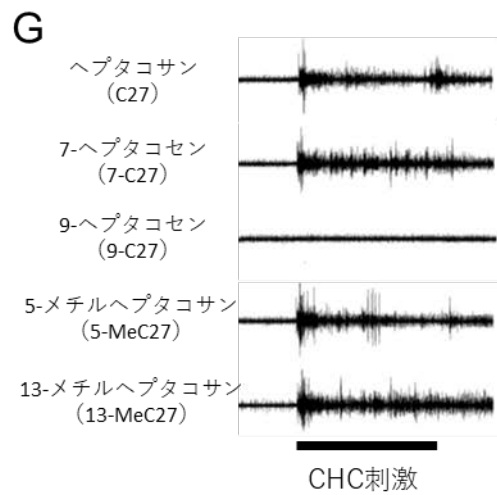 G
ヘプタコサン
(C27)
7-ヘプタコセン
(7-C27)
9-ヘプタコセン
(9-C27)
5-メチルヘプタコサン
(5-MeC27)
13-メチルヘプタコサン
(13-MeC27)
CHC刺激